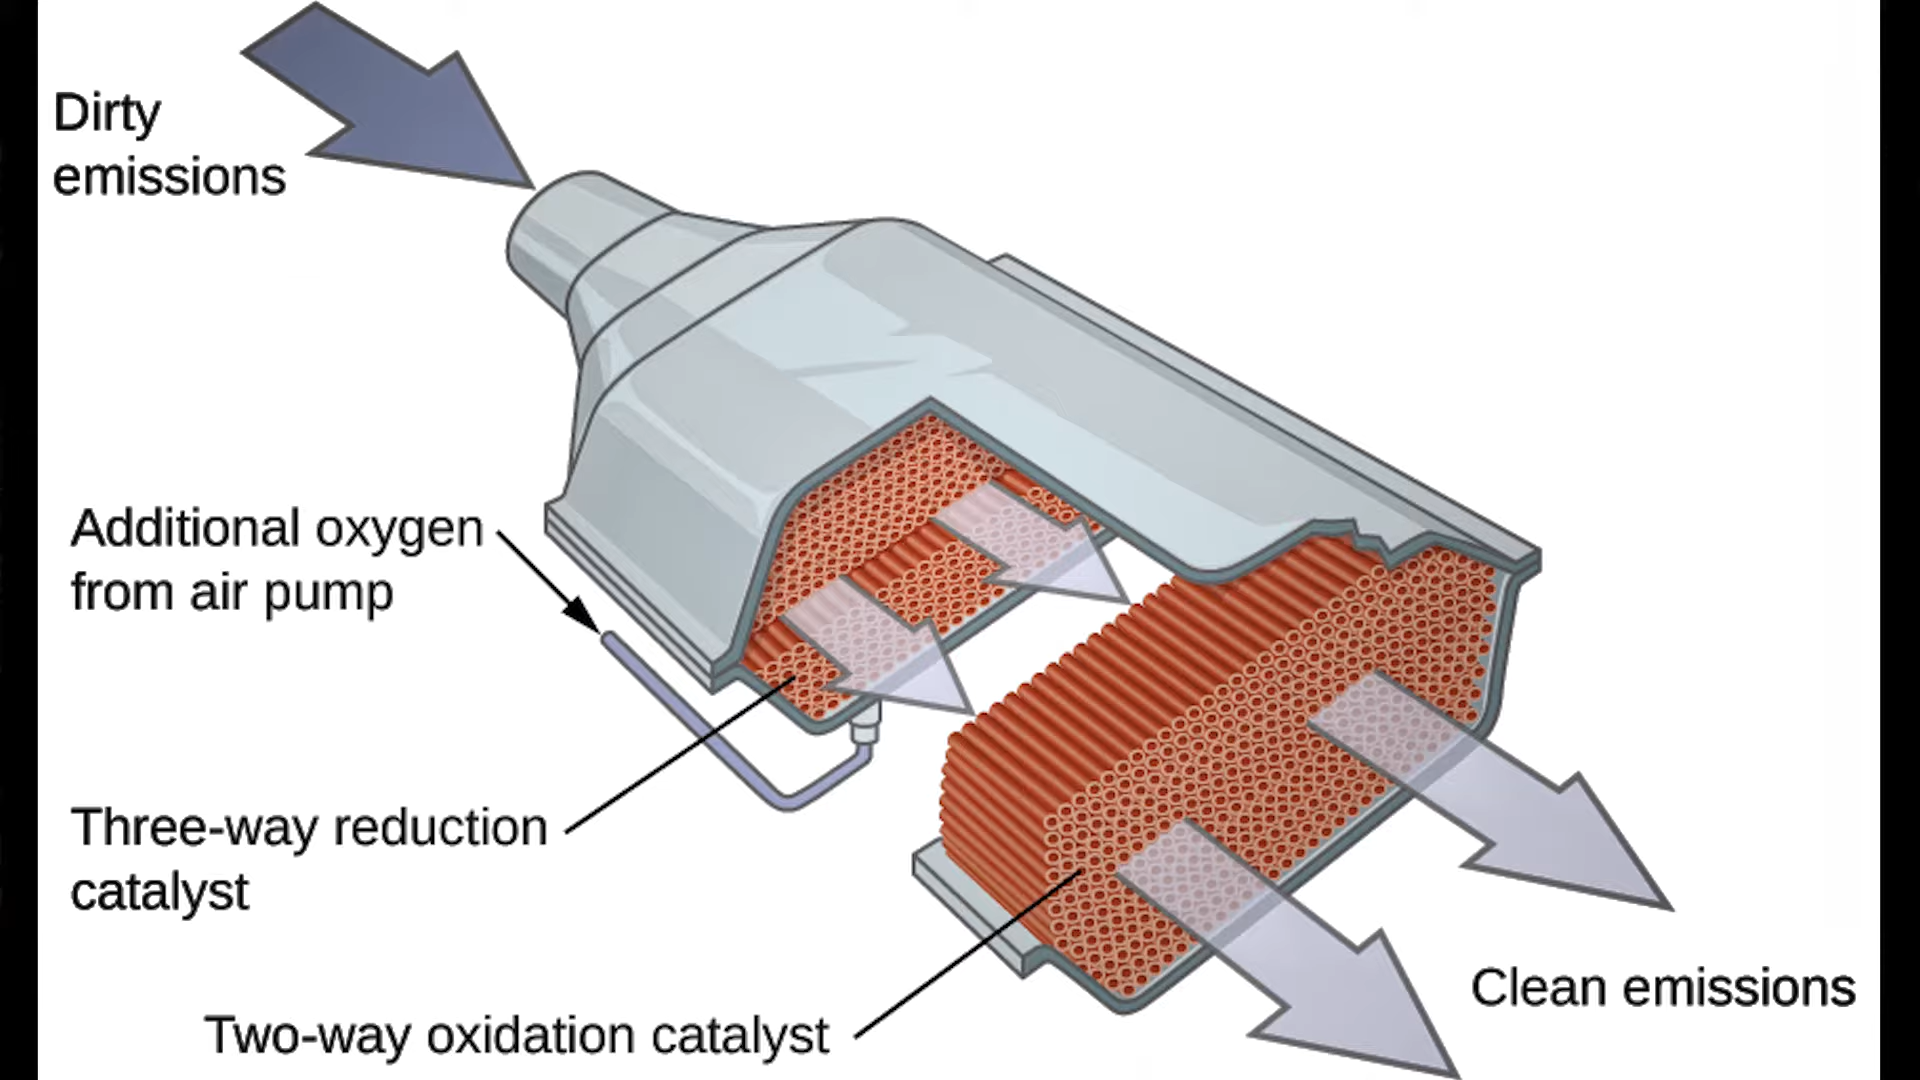 Dirty
emissions
Additional oxygen
from air pump
Three-way reduction
catalyst
Two-way oxidation catalyst
Clean emissions